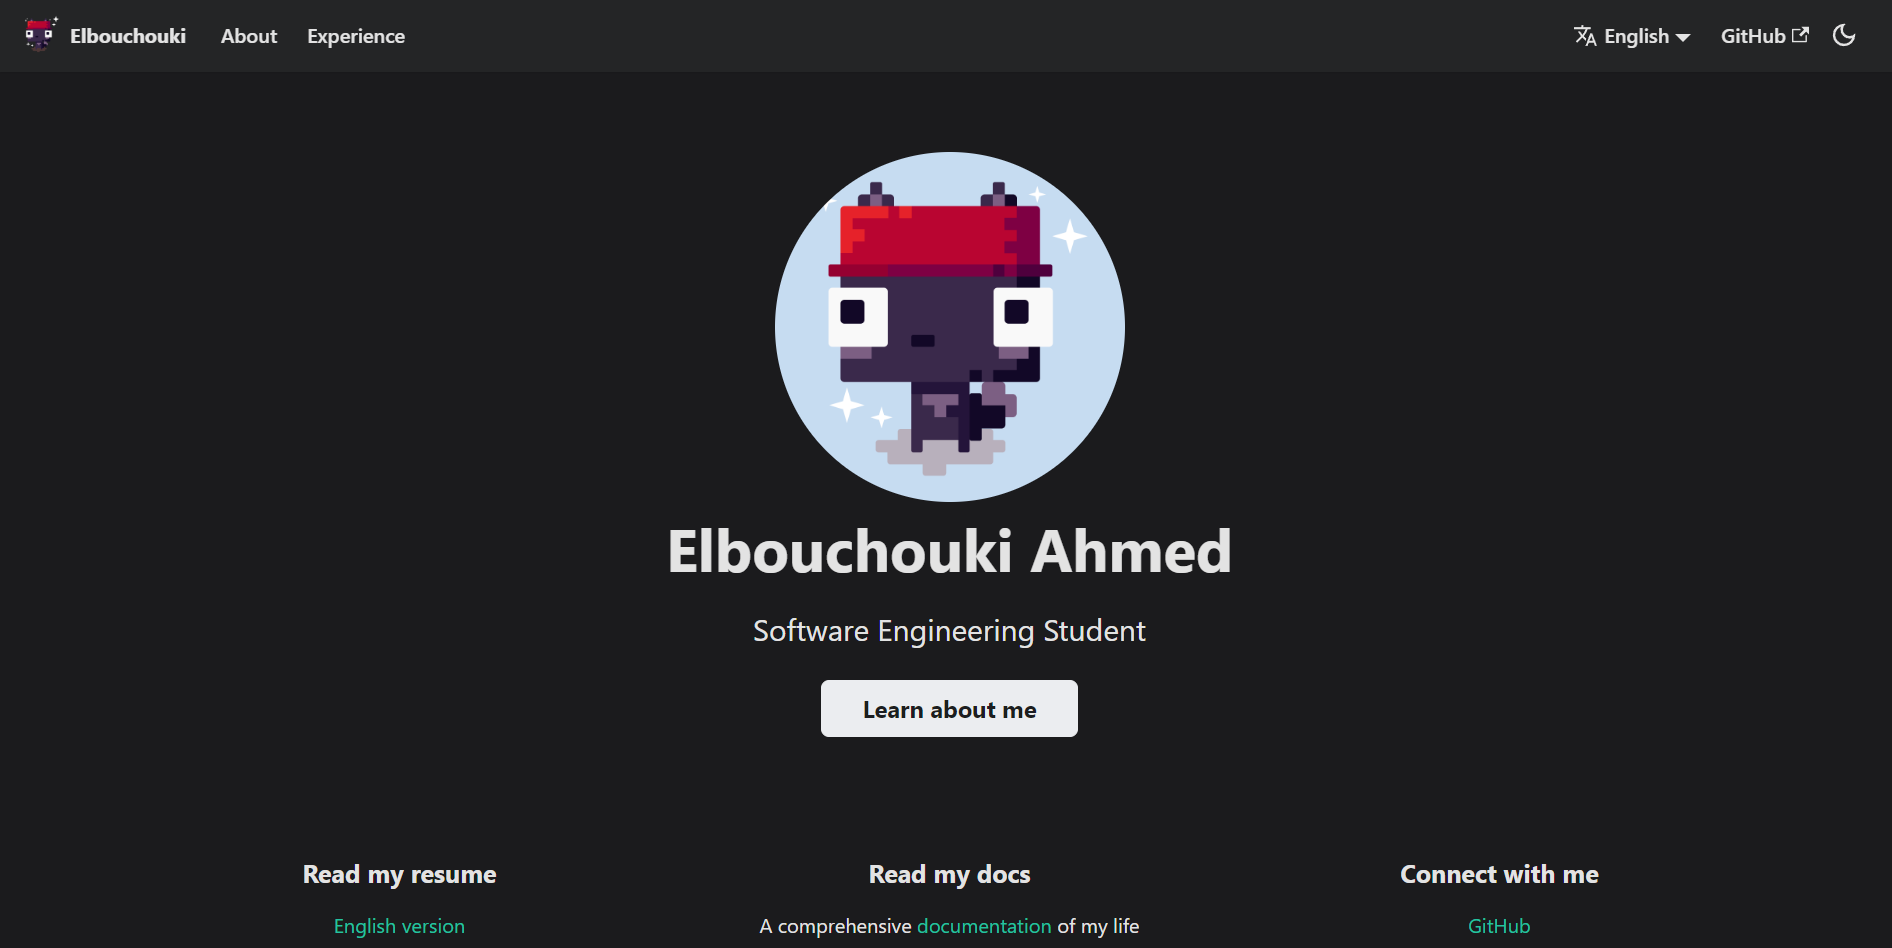 Elbouchouki About Experience English GitHub
Elbouchouki Ahmed
Software Engineering Student
Learn about me
Read my resume
English version
Read my docs
A comprehensive documentation of my life
Connect with me
GitHub